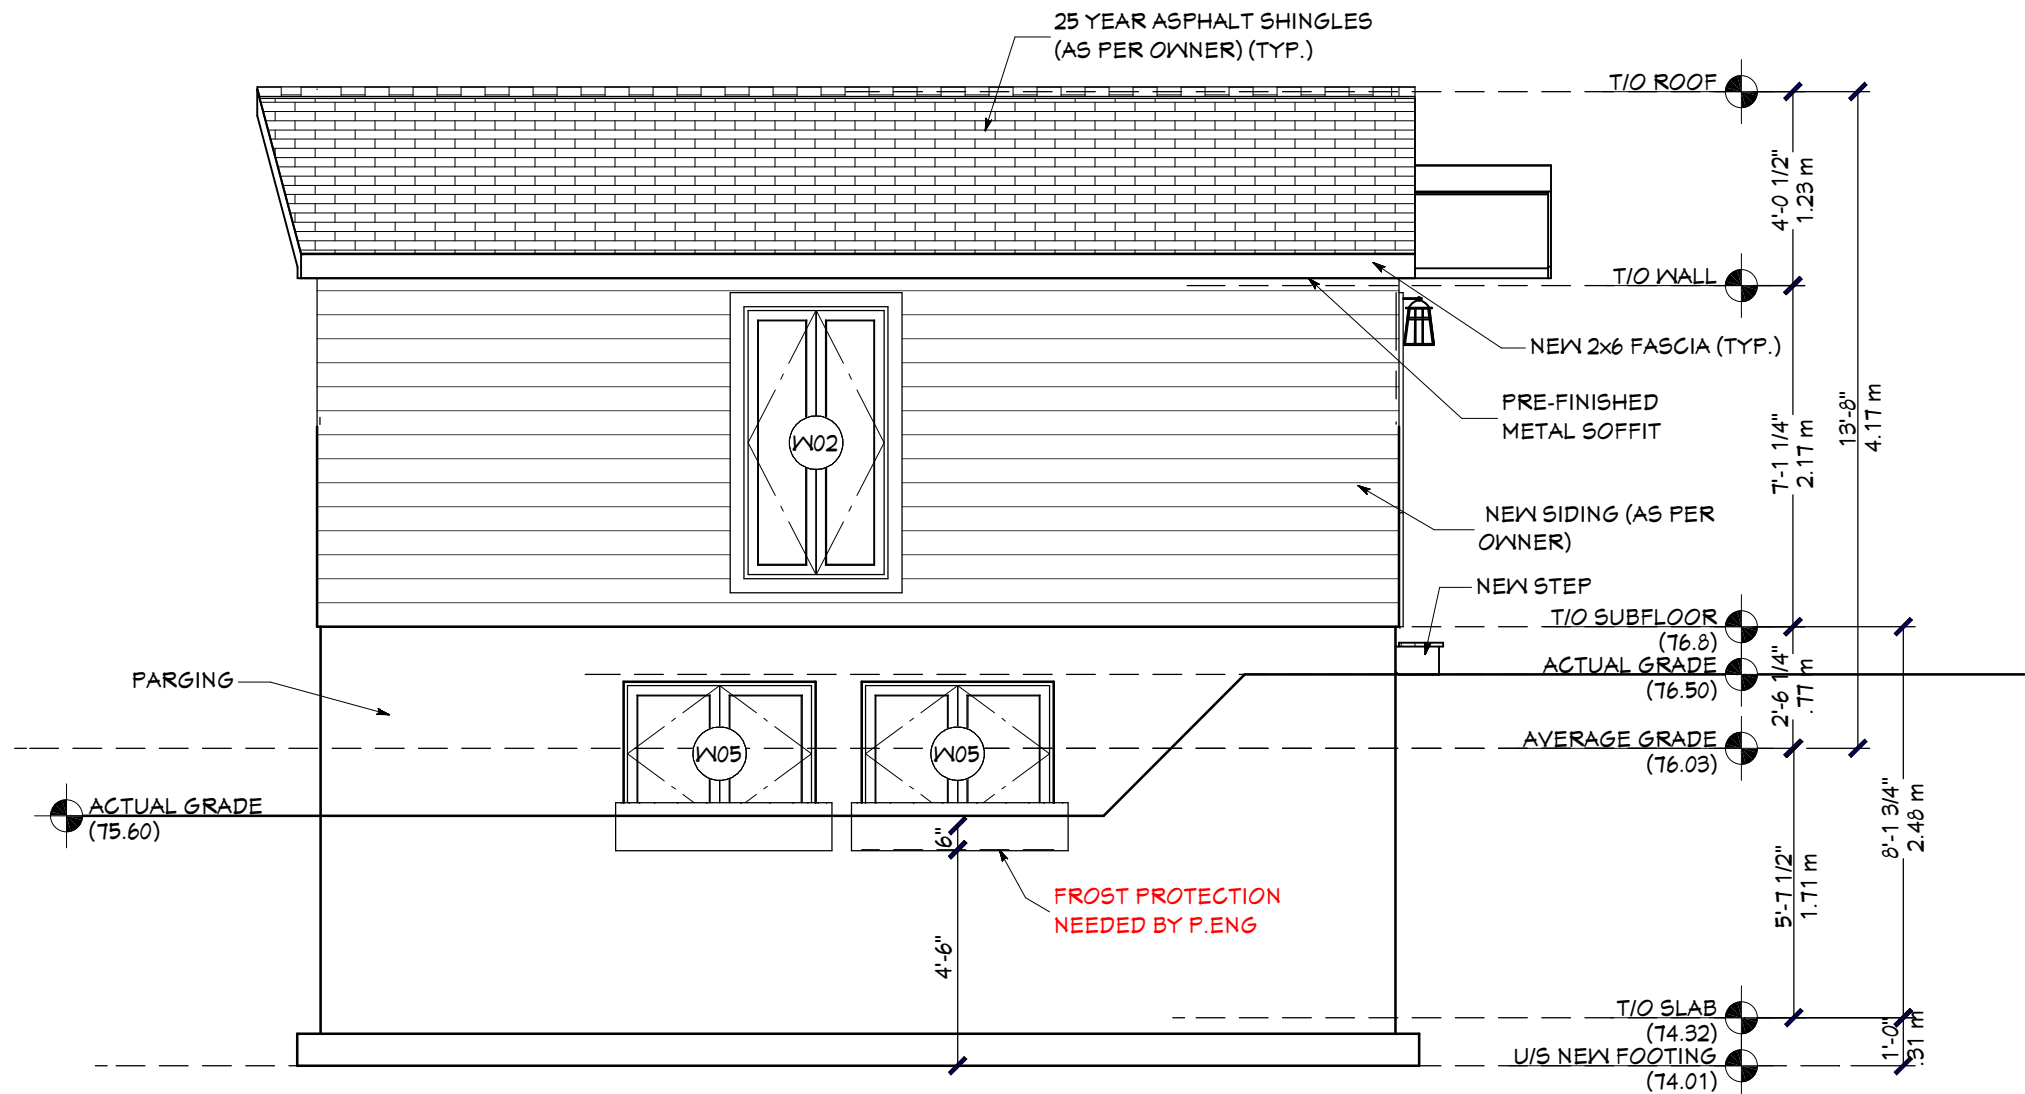 25 YEAR ASPHALT SHINGLES
(AS PER OWNER) (TYP.)
T/O ROOF
4'-0 1/2"
1.23 m
T/O WALL
NEW 2x6 FASCIA (TYP.)
PRE-FINISHED
METAL SOFFIT
7'-1 1/4"
2.17 m
13'-8"
4.17 m
W02
NEW SIDING (AS PER
OWNER)
NEW STEP
T/O SUBFLOOR
(76.8)
ACTUAL GRADE
(76.50)
2'-6 1/4"
.77 m
PARGING
W05
W05
AVERAGE GRADE
(76.03)
ACTUAL GRADE
(75.60)
6"
8'-1 3/4"
2.48 m
FROST PROTECTION
NEEDED BY P.ENG
5'-7 1/2"
1.71 m
4'-6"
T/O SLAB
(74.32)
1'-0"
.31 m
U/S NEW FOOTING
(74.01)